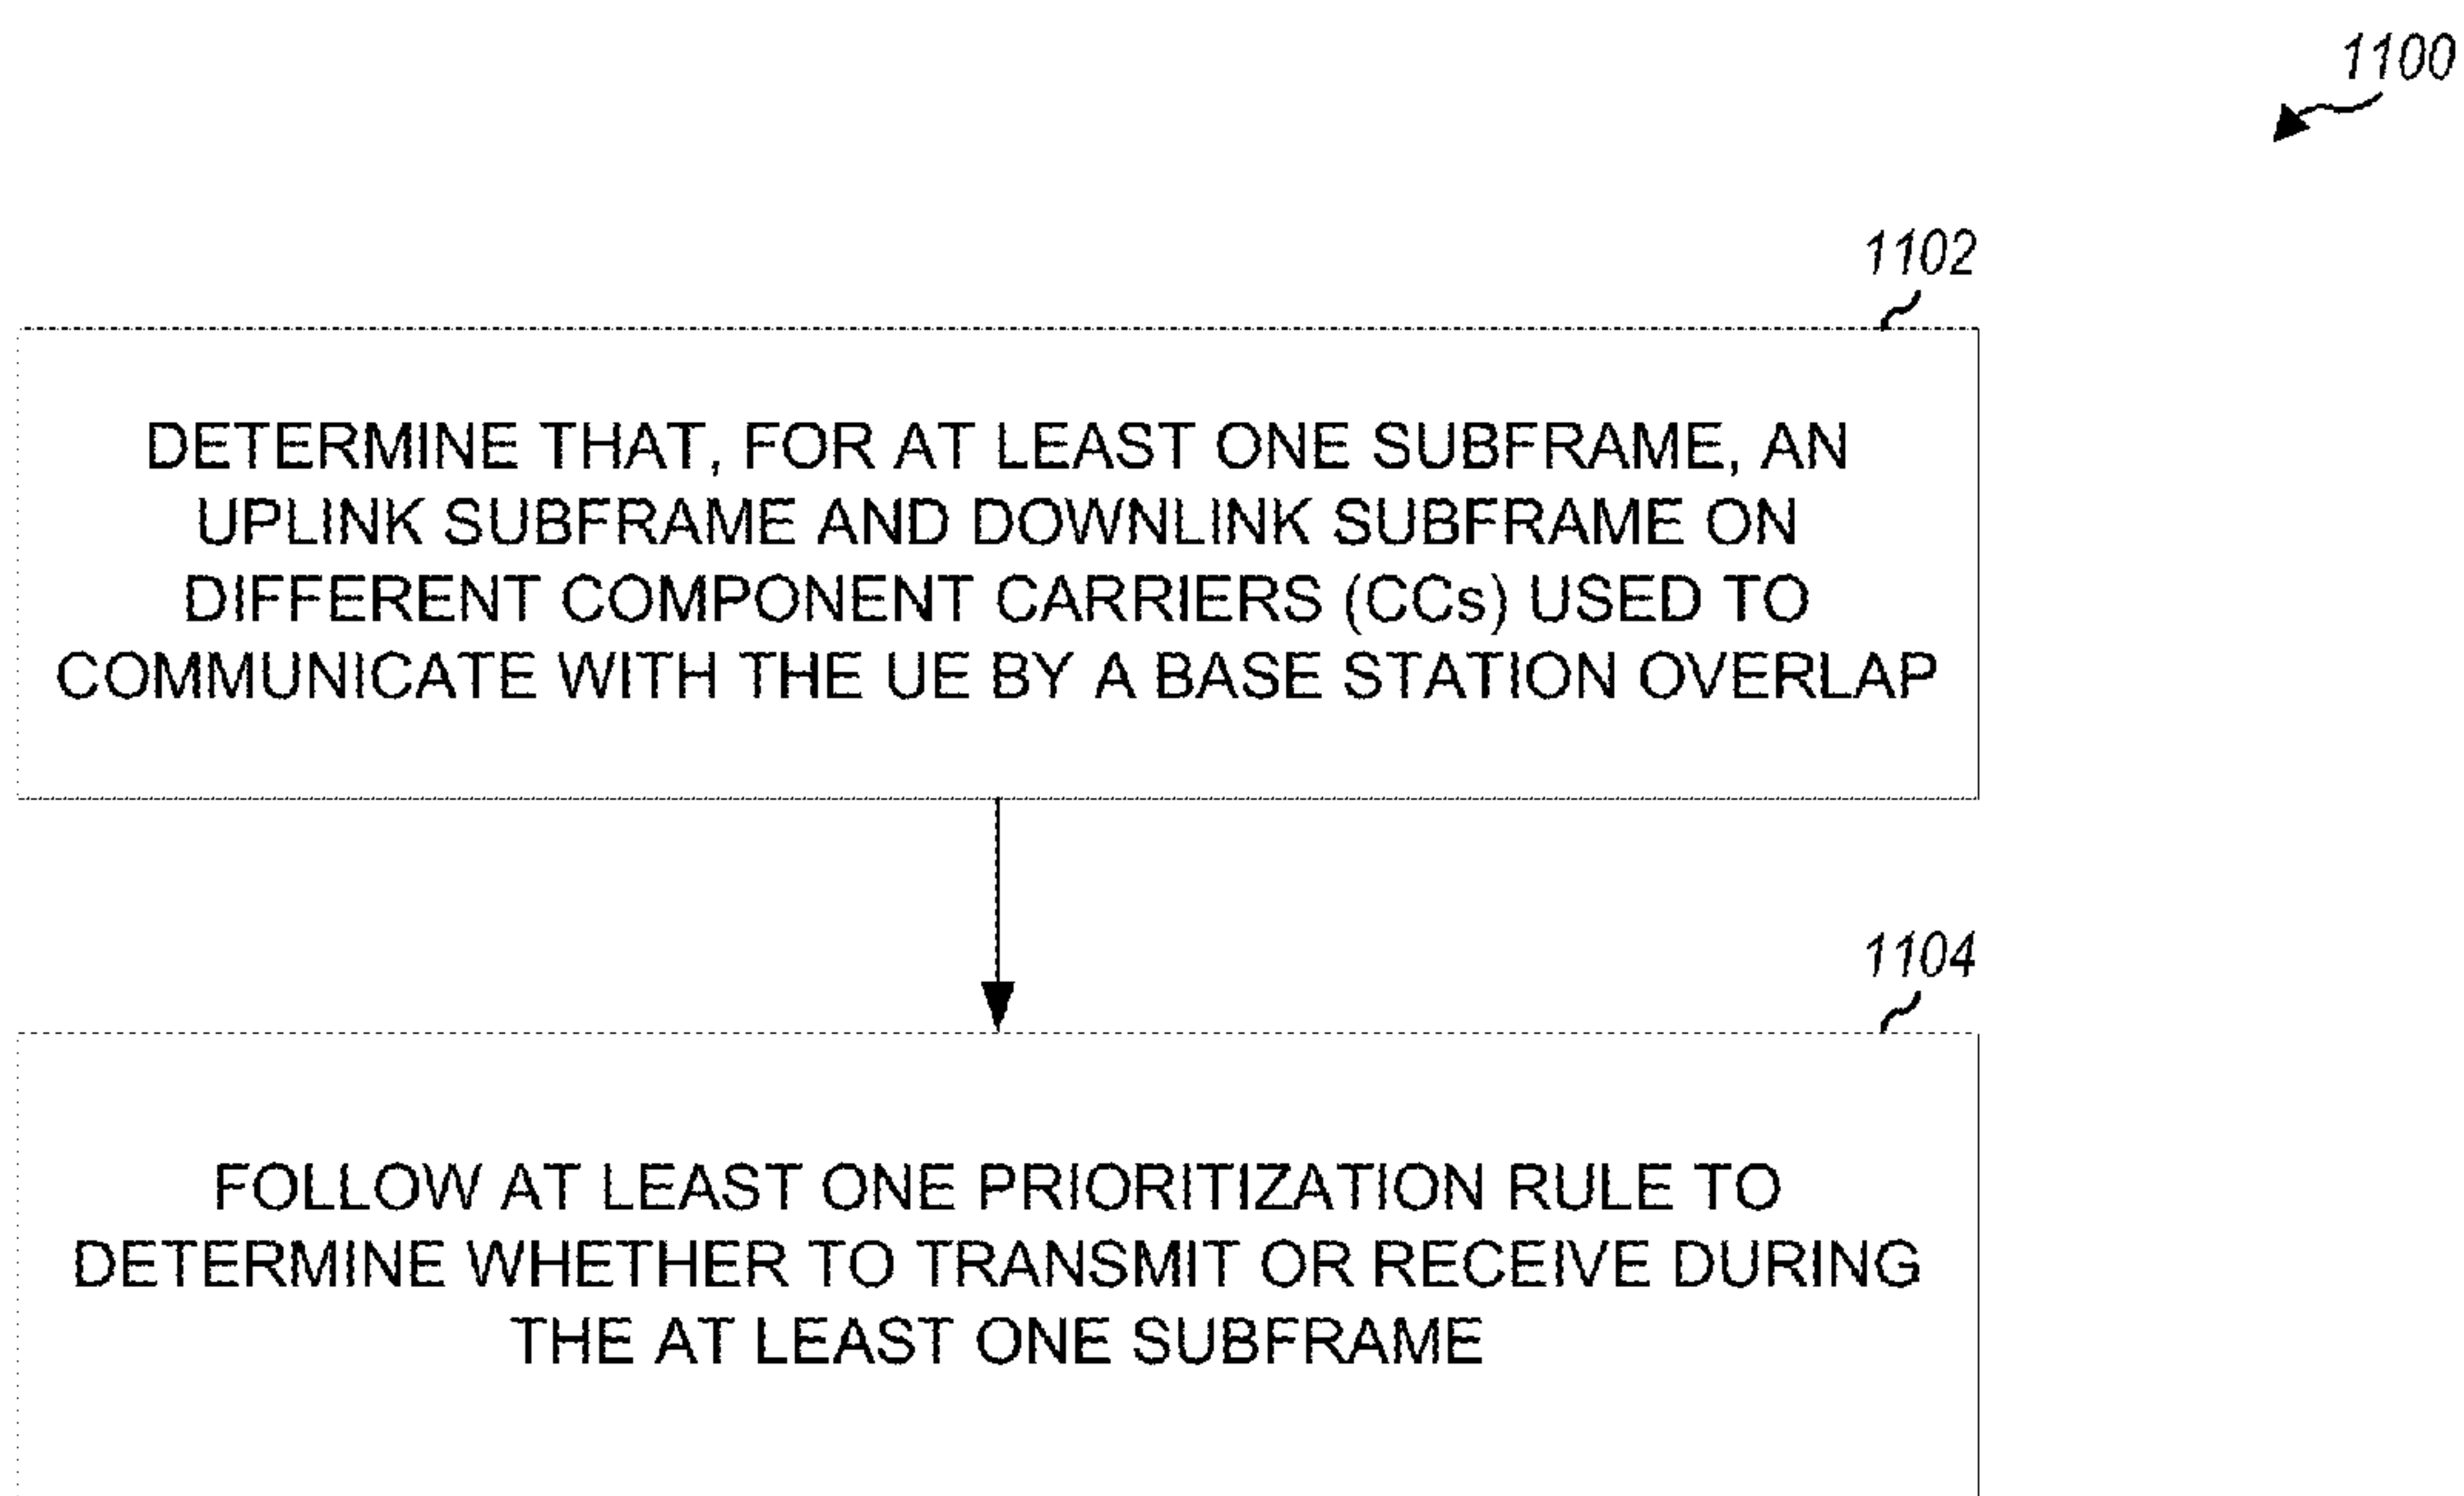 1100
1102
DETERMINE THAT, FOR AT LEAST ONE SUBFRAME, AN
UPLINK SUBFRAME AND DOWNLINK SUBFRAME ON
DIFFERENT COMPONENT CARRIERS (CCs) USED TO
COMMUNICATE WITH THE UE BY A BASE STATION OVERLAP
1104
FOLLOW AT LEAST ONE PRIORITIZATION RULE TO
DETERMINE WHETHER TO TRANSMIT OR RECEIVE DURING
THE AT LEAST ONE SUBFRAME